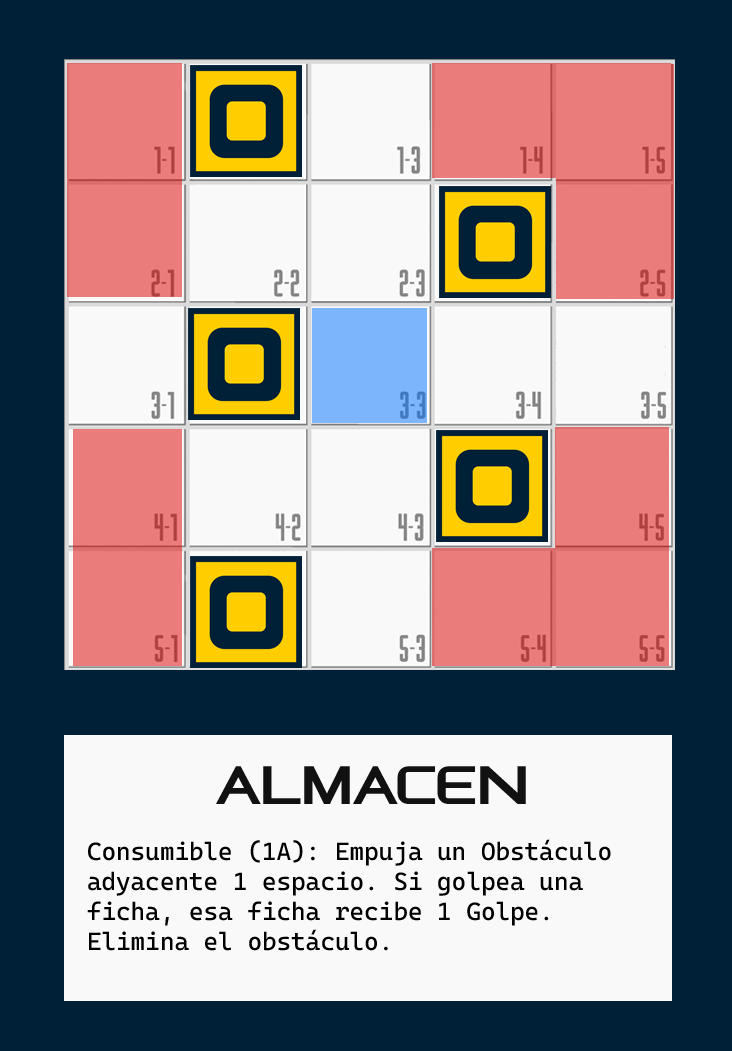 1-1 1-3 1-4 1-5
2-1 2-2 2-3 2-5
3-1 3-3 3-4 3-5
4-1 4-2 4-3 4-5
5-1 5-3 5-4 5-5
ALMACEN
Consumible (1A): Empuja un Obstáculo
adyacente 1 espacio. Si golpea una
ficha, esa ficha recibe 1 Golpe.
Elimina el obstáculo.